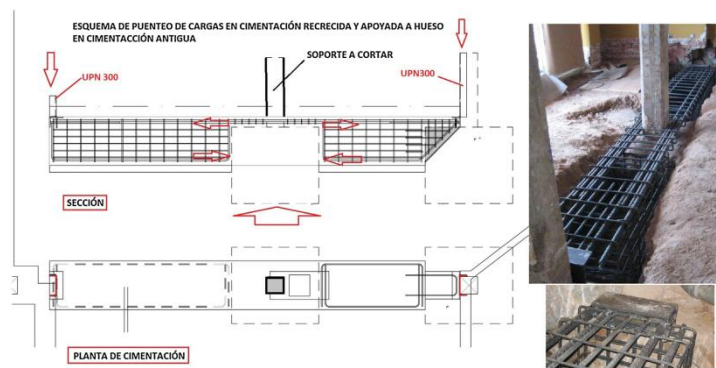 ESQUEMA DE PUENTEO DE CARGAS EN CIMENTACIÓN RECRECIDA Y APOYADA A HUESO
EN CIMENTACCIÓN ANTIGUA
SOPORTE A CORTAR
UPN 300
UPN300
SECCIÓN
PLANTA DE CIMENTACIÓN